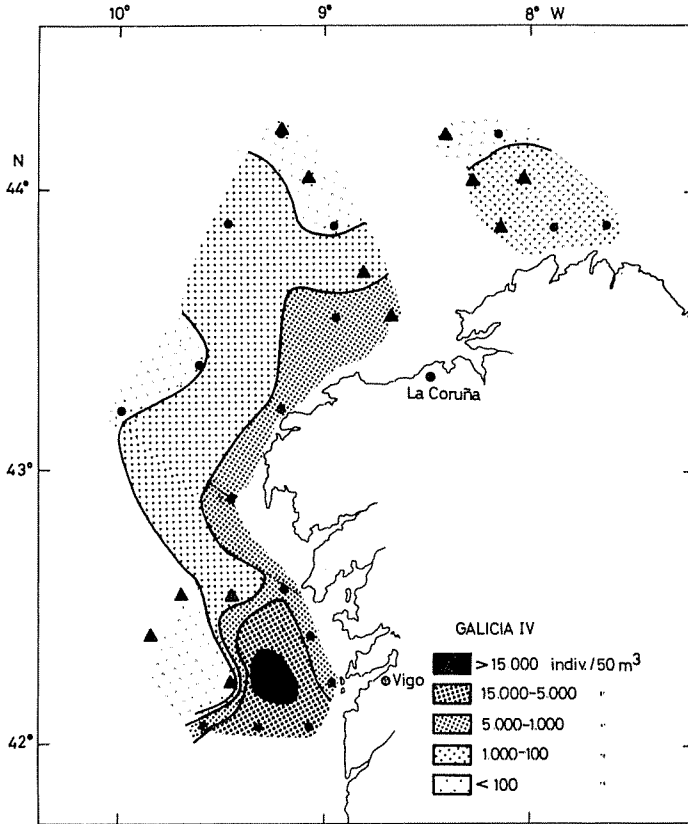 10° 9° 8° W
N
44°
43°
42°
La Coruña
Vigo
GALICIA IV
> 15 000 indiv./50 m³
15.000-5.000 "
5.000-1.000 "
1.000-100 "
< 100 "